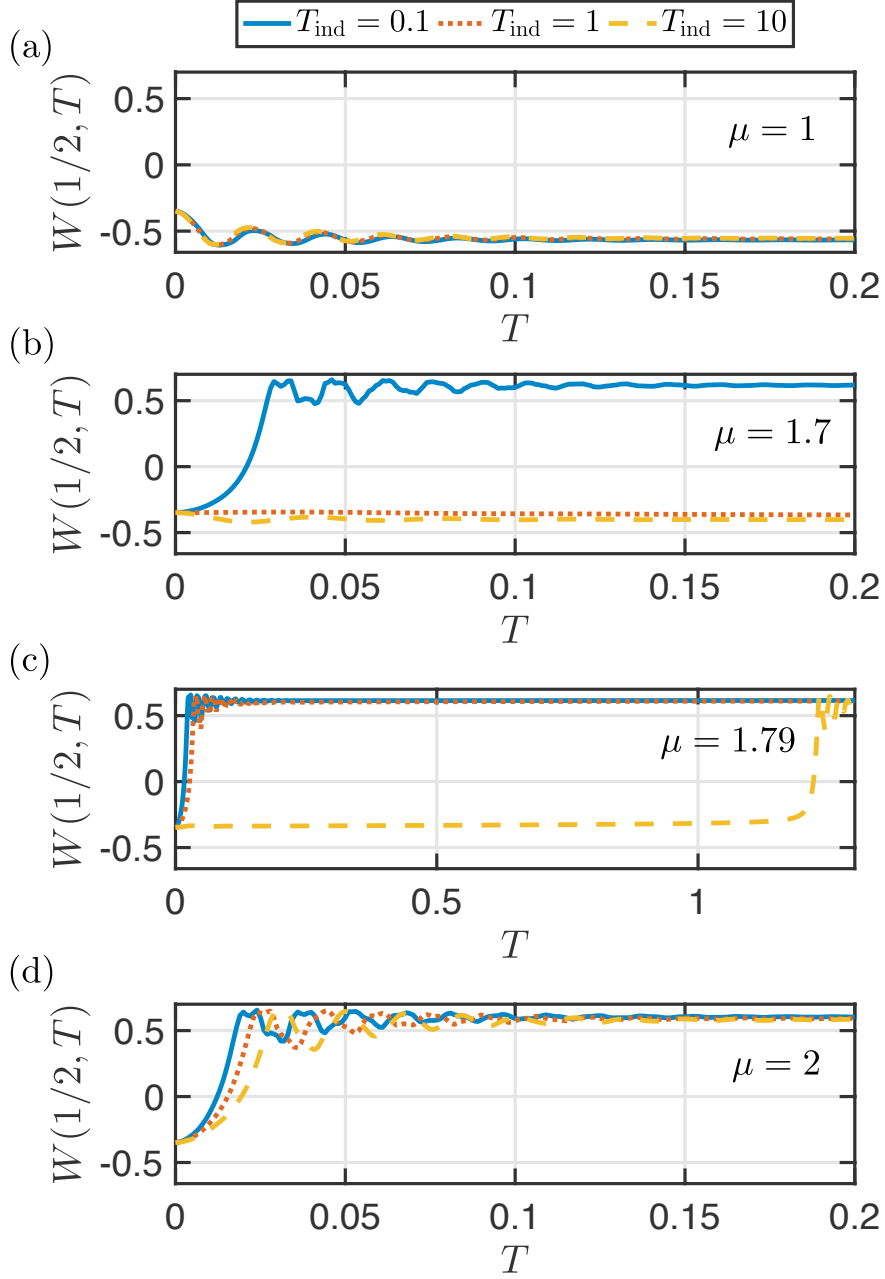 T_ind = 0.1 T_ind = 1 T_ind = 10
(a)
W(1/2, T)
0.5
0
-0.5
μ = 1
0 0.05 0.1 0.15 0.2
T
(b)
W(1/2, T)
0.5
0
-0.5
μ = 1.7
0 0.05 0.1 0.15 0.2
T
(c)
W(1/2, T)
0.5
0
-0.5
μ = 1.79
0 0.5 1
T
(d)
W(1/2, T)
0.5
0
-0.5
μ = 2
0 0.05 0.1 0.15 0.2
T